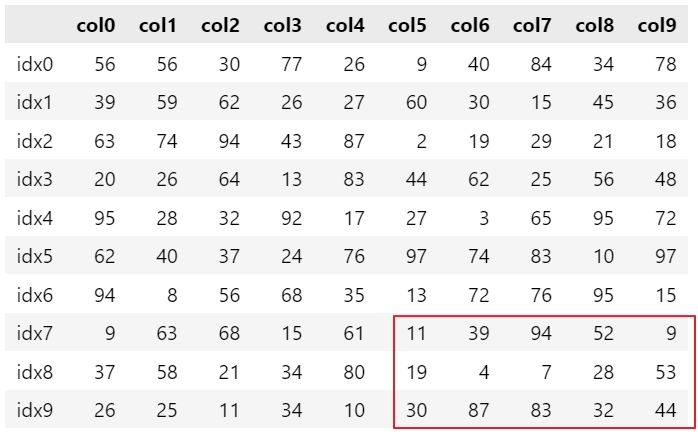 col0 col1 col2 col3 col4 col5 col6 col7 col8 col9
idx0 56 56 30 77 26 9 40 84 34 78
idx1 39 59 62 26 27 60 30 15 45 36
idx2 63 74 94 43 87 2 19 29 21 18
idx3 20 26 64 13 83 44 62 25 56 48
idx4 95 28 32 92 17 27 3 65 95 72
idx5 62 40 37 24 76 97 74 83 10 97
idx6 94 8 56 68 35 13 72 76 95 15
idx7 9 63 68 15 61 11 39 94 52 9
idx8 37 58 21 34 80 19 4 7 28 53
idx9 26 25 11 34 10 30 87 83 32 44